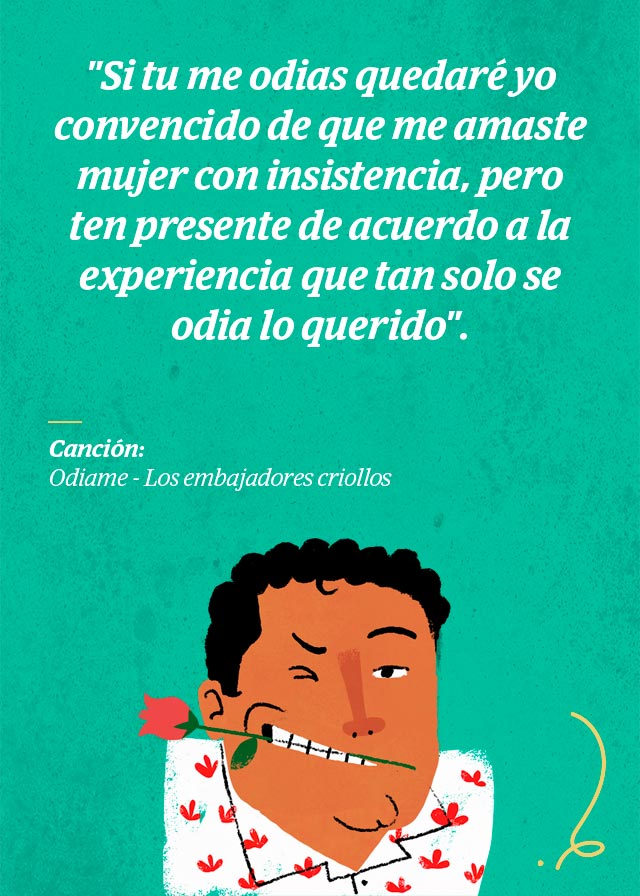 "Si tu me odias quedaré yo
convencido de que me amaste
mujer con insistencia, pero
ten presente de acuerdo a la
experiencia que tan solo se
odia lo querido".
Canción:
Odiame - Los embajadores criollos